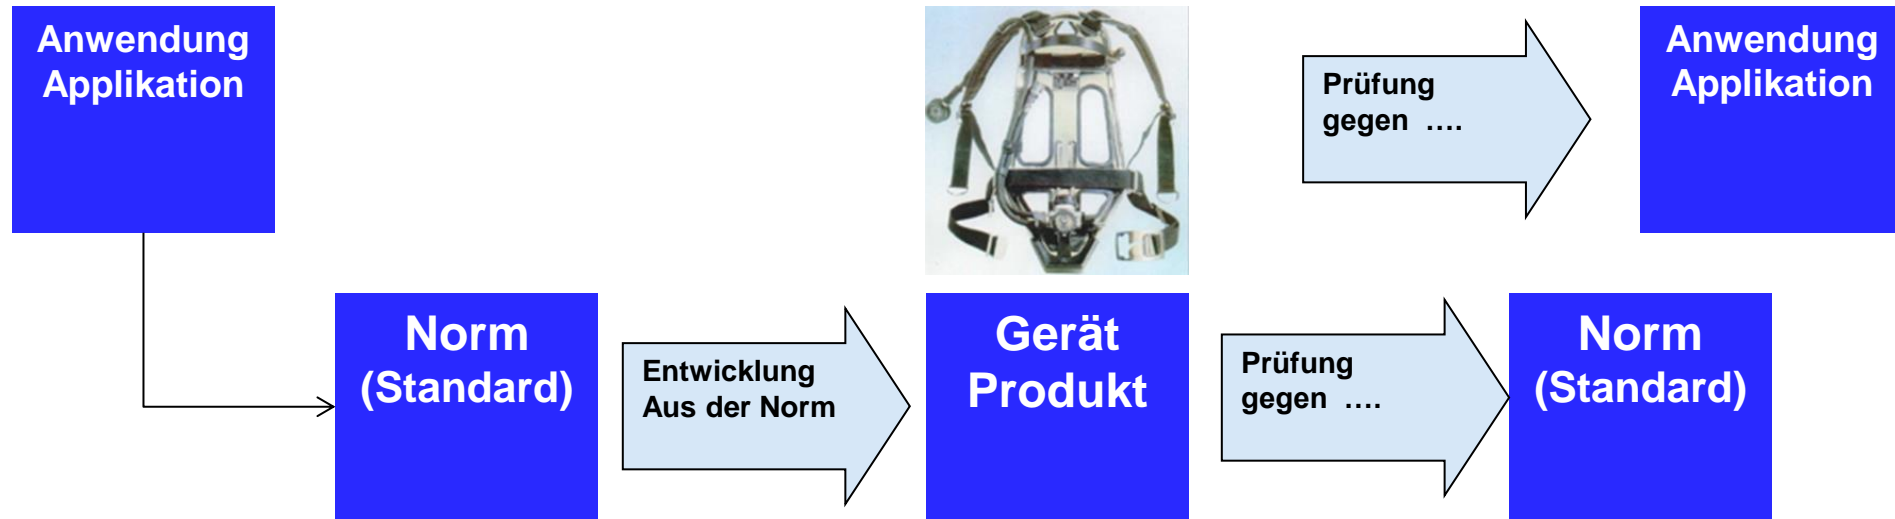 Anwendung
Applikation
Prüfung
gegen  ….
Anwendung
Applikation
Norm
(Standard)
Entwicklung
Aus der Norm
Gerät
Produkt
Prüfung
gegen  ….
Norm
(Standard)